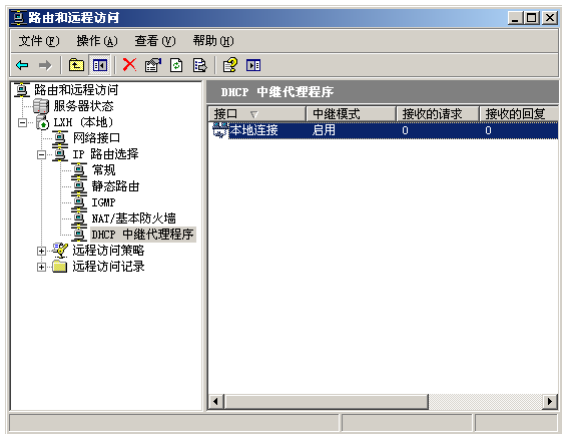 路由和远程访问
文件(F) 操作(A) 查看(V) 帮助(H)
路由和远程访问
服务器状态
LXH (本地)
网络接口
IP 路由选择
常规
静态路由
IGMP
NAT/基本防火墙
DHCP 中继代理程序
远程访问策略
远程访问记录
DHCP 中继代理程序
接口 中继模式 接收的请求 接收的回复
本地连接 启用 0 0